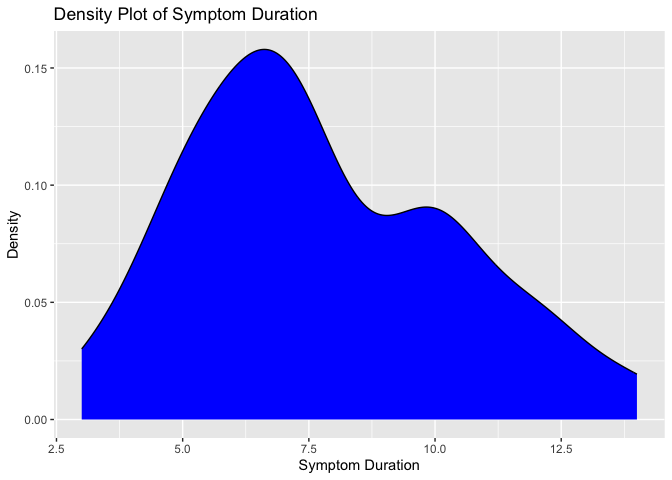 Density Plot of Symptom Duration
0.15
0.10
0.05
0.00
Density
2.5 5.0 7.5 10.0 12.5
Symptom Duration